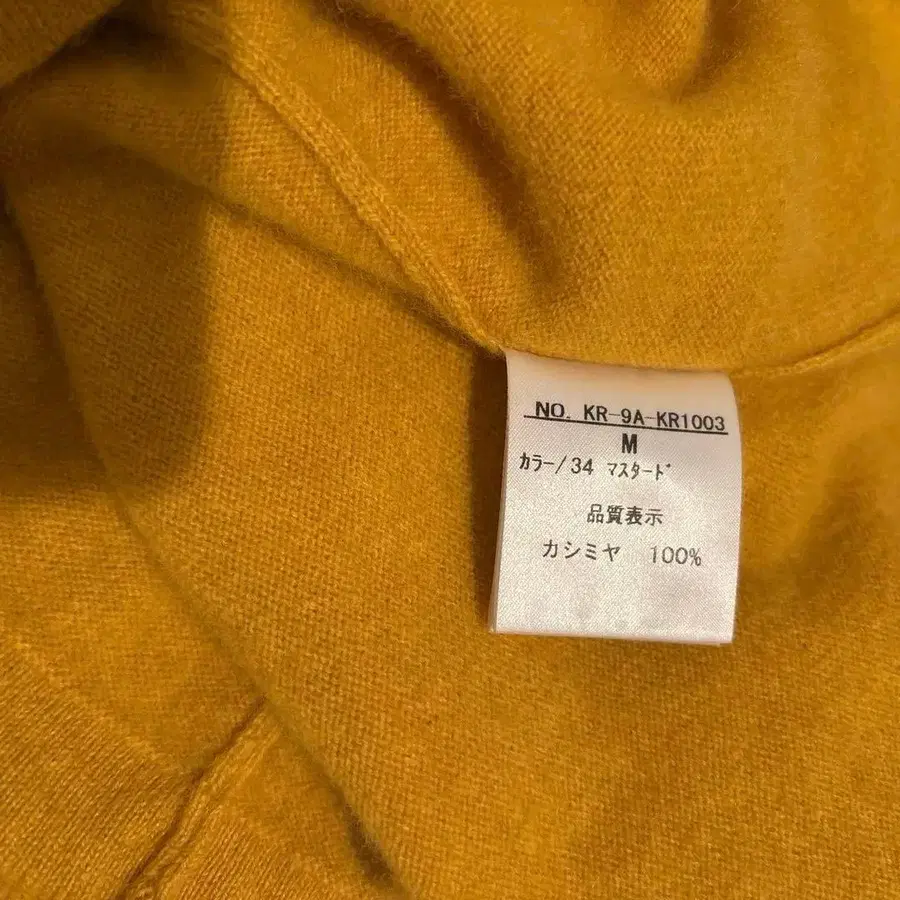 NO. KR-9A-KR1003
M
ｶﾗｰ/34 ﾏｽﾀｰﾄﾞ
品質表示
カシミヤ 100%